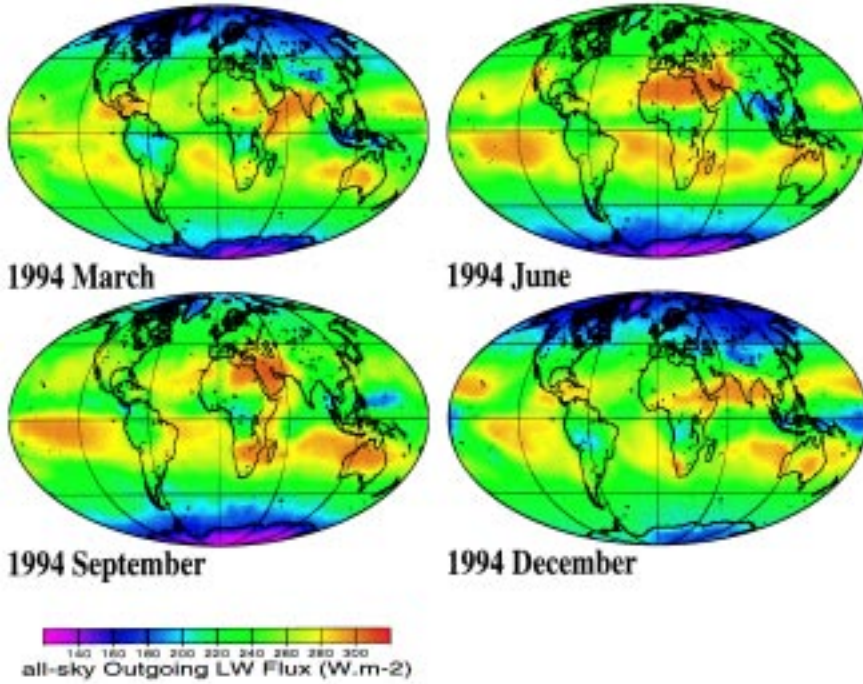 1994 March
1994 June
1994 September
1994 December
140 160 180 200 220 240 260 280 300
all-sky Outgoing LW Flux (W.m-2)